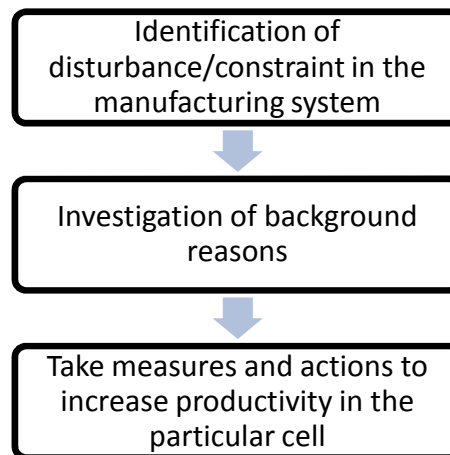 Identification of
disturbance/constraint in the
manufacturing system
Investigation of background
reasons
Take measures and actions to
increase productivity in the
particular cell